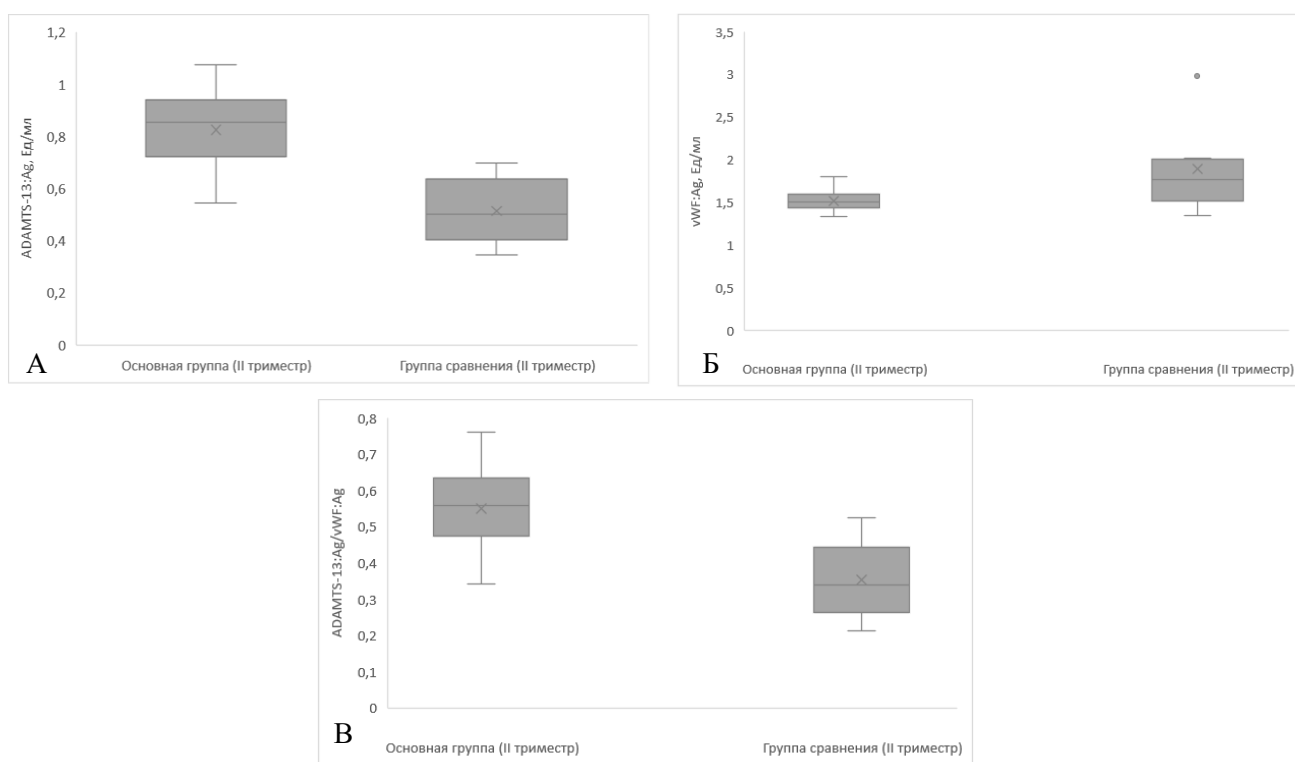 1,2
1
0,8
0,6
0,4
0,2
0
ADAMTS-13:Ag, Ед/мл
Основная группа (II триместр)
Группа сравнения (II триместр)
А
3,5
3
2,5
2
1,5
1
0,5
0
vWF:Ag, Ед/мл
Основная группа (II триместр)
Группа сравнения (II триместр)
Б
0,8
0,7
0,6
0,5
0,4
0,3
0,2
0,1
0
ADAMTS-13:Ag/vWF:Ag
Основная группа (II триместр)
Группа сравнения (II триместр)
В